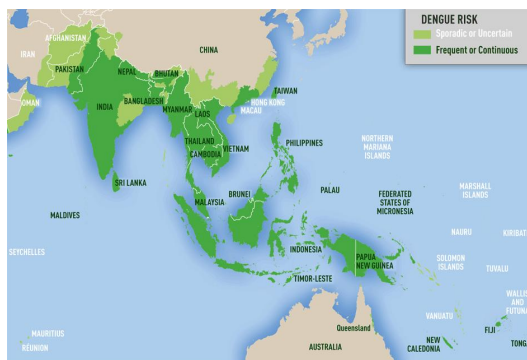 DENGUE RISK
Sporadic or Uncertain
Frequent or Continuous
AFGHANISTAN
IRAN
CHINA
PAKISTAN
NEPAL
BHUTAN
TAIWAN
OMAN
INDIA
BANGLADESH
HONG KONG
MACAU
MYANMAR
LAOS
THAILAND
VIETNAM
CAMBODIA
PHILIPPINES
NORTHERN
MARIANA
ISLANDS
SRI LANKA
MALDIVES
BRUNEI
MALAYSIA
PALAU
FEDERATED
STATES OF
MICRONESIA
MARSHALL
ISLANDS
SEYCHELLES
INDONESIA
PAPUA
NEW GUINEA
NAURU
KIRIBAT
SOLOMON
ISLANDS
TUVALU
TIMOR-LESTE
WALLIS
AND
FUTUNA
MAURITIUS
RÉUNION
Queensland
VANUATU
FIJI
AUSTRALIA
NEW
CALEDONIA
TONG